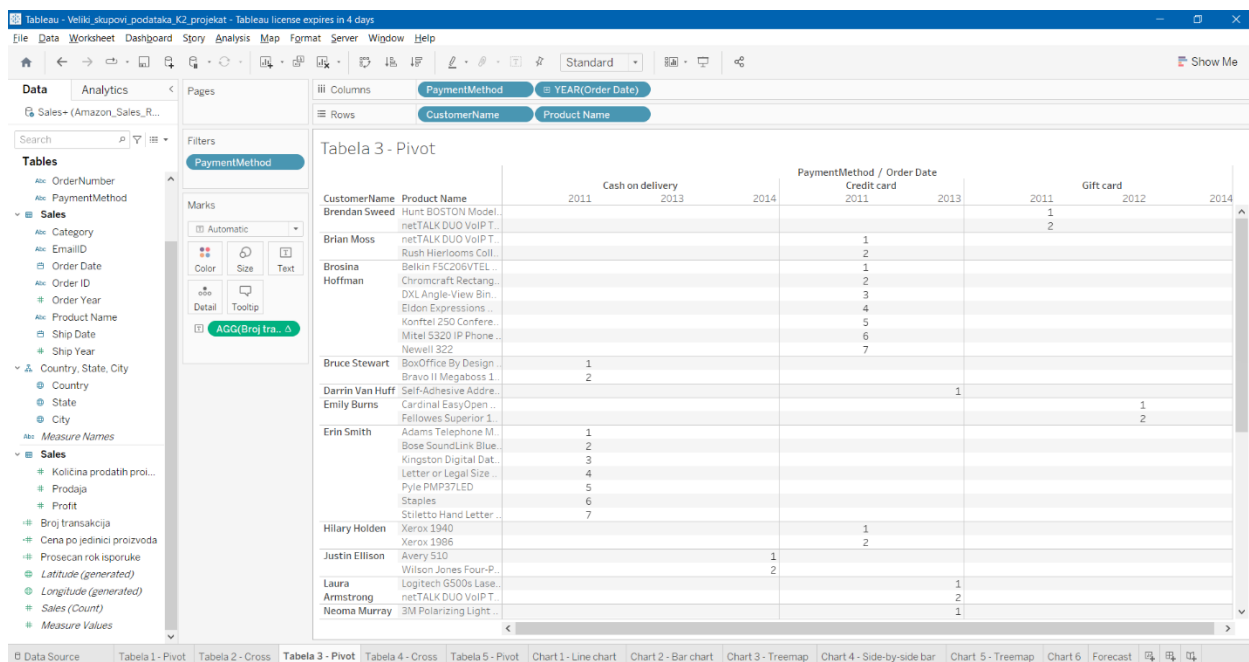 Tableau - Veliki_skupovi_podataka_K2_projekat - Tableau license expires in 4 days
File Data Worksheet Dashboard Story Analysis Map Format Server Window Help
Standard Show Me
Data Analytics
Sales+ (Amazon_Sales_R...
Search
Tables
Abc OrderNumber
Abc PaymentMethod
Sales
Abc Category
Abc EmailID
Order Date
Abc Order ID
# Order Year
Abc Product Name
Ship Date
# Ship Year
Country, State, City
Country
State
City
Abc Measure Names
Sales
# Količina prodatih proi...
# Prodaja
# Profit
=# Broj transakcija
=# Cena po jedinici proizvoda
=# Prosecan rok isporuke
Latitude (generated)
Longitude (generated)
# Sales (Count)
# Measure Values
Pages
Filters
PaymentMethod
Marks
Automatic
Color Size Text
Detail Tooltip
AGG(Broj tra.. Δ
iii Columns PaymentMethod YEAR(Order Date)
Rows CustomerName Product Name
Tabela 3 - Pivot
PaymentMethod / Order Date
Cash on delivery Credit card Gift card
CustomerName Product Name 2011 2013 2014 2011 2013 2011 2012 2014
Brendan Sweed Hunt BOSTON Model.. 1
netTALK DUO VoIP T.. 2
Brian Moss netTALK DUO VoIP T.. 1
Rush Hierlooms Coll.. 2
Brosina Belkin F5C206VTEL .. 1
Hoffman Chromcraft Rectang.. 2
DXL Angle-View Bin.. 3
Eldon Expressions .. 4
Konftel 250 Confere.. 5
Mitel 5320 IP Phone .. 6
Newell 322 7
Bruce Stewart BoxOffice By Design .. 1
Bravo II Megaboss 1.. 2
Darrin Van Huff Self-Adhesive Addre.. 1
Emily Burns Cardinal EasyOpen .. 1
Fellowes Superior 1.. 2
Erin Smith Adams Telephone M.. 1
Bose SoundLink Blue.. 2
Kingston Digital Dat.. 3
Letter or Legal Size .. 4
Pyle PMP37LED 5
Staples 6
Stiletto Hand Letter .. 7
Hilary Holden Xerox 1940 1
Xerox 1986 2
Justin Ellison Avery 510 1
Wilson Jones Four-P.. 2
Laura Logitech G500s Lase.. 1
Armstrong netTALK DUO VoIP T.. 2
Neoma Murray 3M Polarizing Light .. 1
Data Source Tabela 1 - Pivot Tabela 2 - Cross Tabela 3 - Pivot Tabela 4 - Cross Tabela 5 - Pivot Chart 1 - Line chart Chart 2 - Bar chart Chart 3 - Treemap Chart 4 - Side-by-side bar Chart 5 - Treemap Chart 6 Forecast